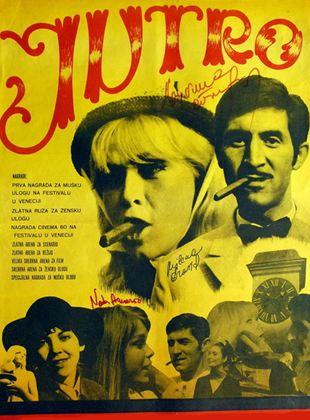 JUTRO
NAGRADE:
PRVA NAGRADA ZA MUŠKU
ULOGU NA FESTIVALU
U VENECIJI
ZLATNA RUŽA ZA ŽENSKU
ULOGU
NAGRADA CINEMA 60 NA
FESTIVALU U VENECIJI
ZLATNA ARENA ZA SCENARIO
ZLATNA ARENA ZA REŽIJU
VELIKA SREBRNA ARENA ZA FILM
SREBRNA ARENA ZA ŽENSKU ULOGU
SPECIJALNA NAGRADA ZA MUŠKU ULOGU